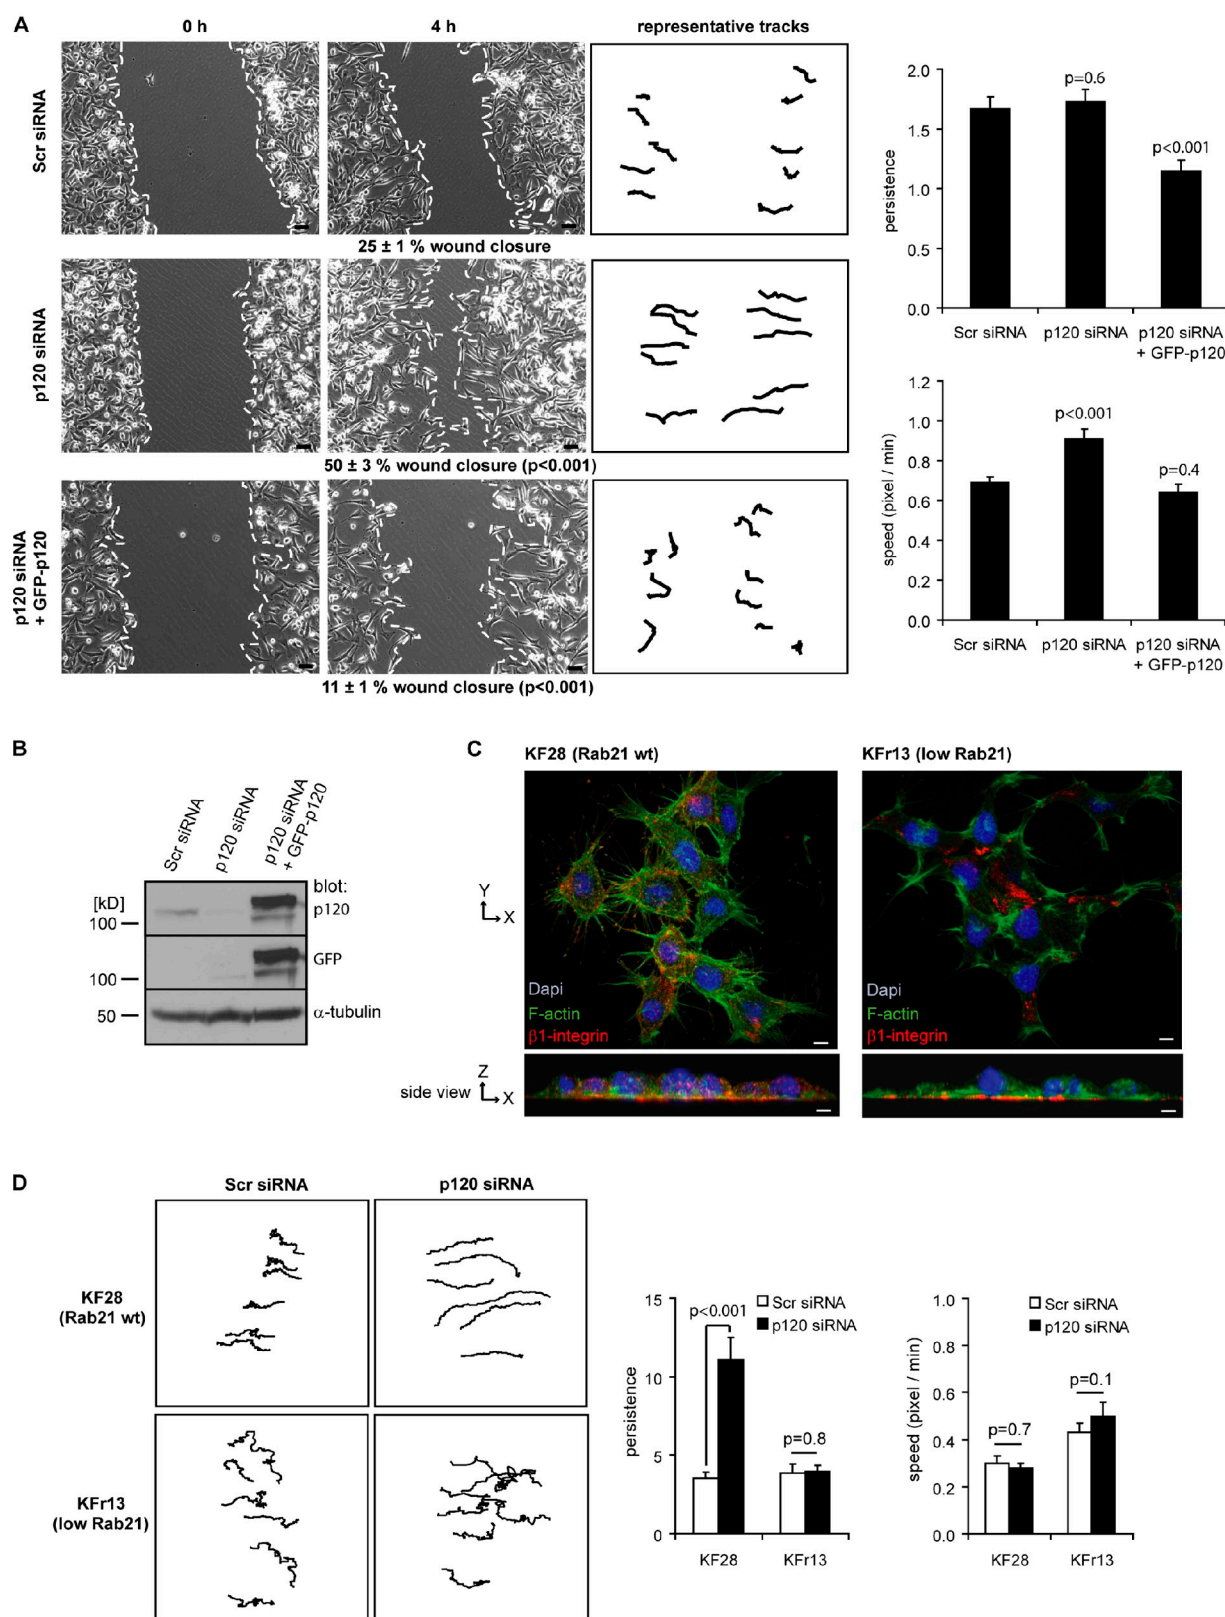 A
0 h
4 h
representative tracks
Scr siRNA
25 ± 1 % wound closure
p120 siRNA
50 ± 3 % wound closure (p<0.001)
p120 siRNA
+ GFP-p120
11 ± 1 % wound closure (p<0.001)
2.0
1.5
1.0
0.5
0.0
persistence
p=0.6
p<0.001
Scr siRNA
p120 siRNA
p120 siRNA
+ GFP-p120
1.2
1.0
0.8
0.6
0.4
0.2
0.0
speed (pixel / min)
p<0.001
p=0.4
Scr siRNA
p120 siRNA
p120 siRNA
+ GFP-p120
B
Scr siRNA
p120 siRNA
p120 siRNA
+ GFP-p120
blot:
[kD]
p120
100
GFP
100
50
α-tubulin
C
KF28 (Rab21 wt)
KFr13 (low Rab21)
Y
X
Dapi
F-actin
β1-integrin
Dapi
F-actin
β1-integrin
side view
Z
X
D
Scr siRNA
p120 siRNA
KF28
(Rab21 wt)
KFr13
(low Rab21)
15
10
5
0
persistence
p<0.001
Scr siRNA
p120 siRNA
p=0.8
KF28
KFr13
1.0
0.8
0.6
0.4
0.2
0.0
speed (pixel / min)
Scr siRNA
p120 siRNA
p=0.7
p=0.1
KF28
KFr13